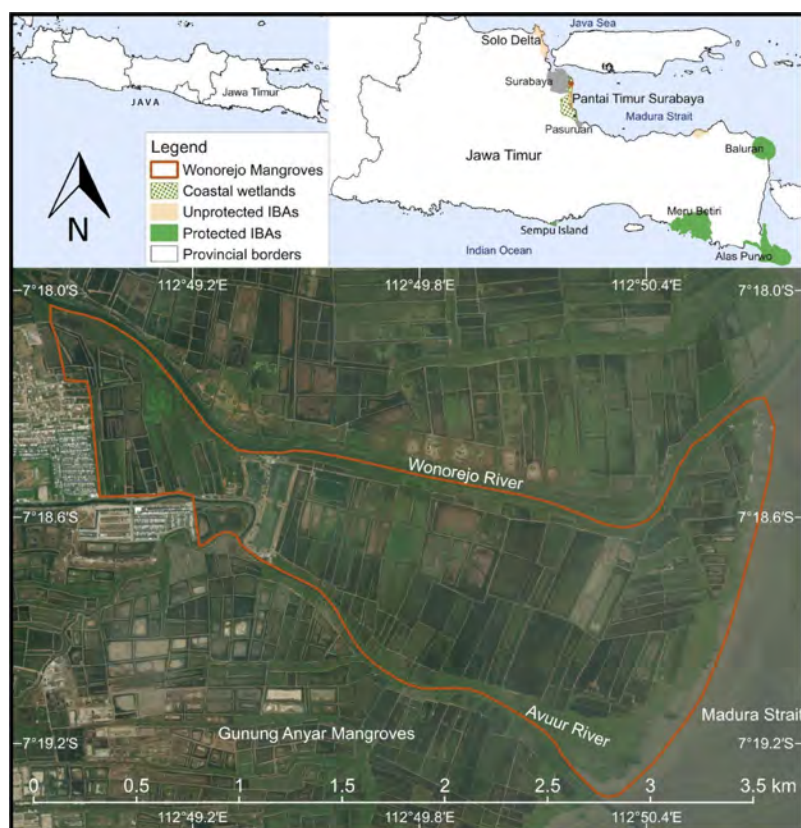 Jawa Timur
JAVA
N
Legend
Wonorejo Mangroves
Coastal wetlands
Unprotected IBAs
Protected IBAs
Provincial borders
Java Sea
Solo Delta
Surabaya
Pantai Timur Surabaya
Madura Strait
Pasuruan
Jawa Timur
Baluran
Meru Betiri
Sempu Island
Alas Purwo
Indian Ocean
7°18.0'S 112°49.2'E 112°49.8'E 112°50.4'E 7°18.0'S
Wonorejo River
7°18.6'S 7°18.6'S
Avuur River
Madura Strait
Gunung Anyar Mangroves
7°19.2'S 7°19.2'S
0 0.5 1 1.5 2 2.5 3 3.5 km
112°49.2'E 112°49.8'E 112°50.4'E